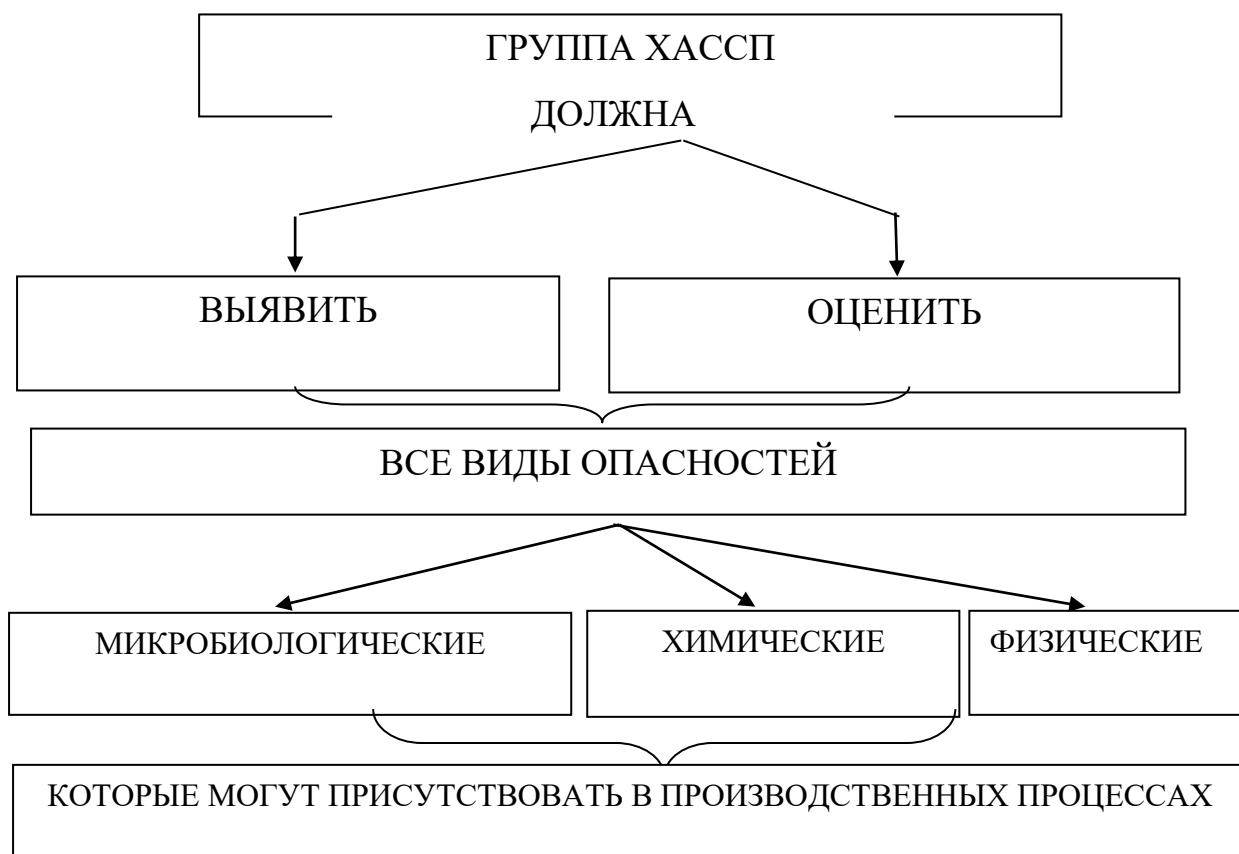 ГРУППА ХАССП
ДОЛЖНА
ВЫЯВИТЬ
ОЦЕНИТЬ
ВСЕ ВИДЫ ОПАСНОСТЕЙ
МИКРОБИОЛОГИЧЕСКИЕ
ХИМИЧЕСКИЕ
ФИЗИЧЕСКИЕ
КОТОРЫЕ МОГУТ ПРИСУТСТВОВАТЬ В ПРОИЗВОДСТВЕННЫХ ПРОЦЕССАХ